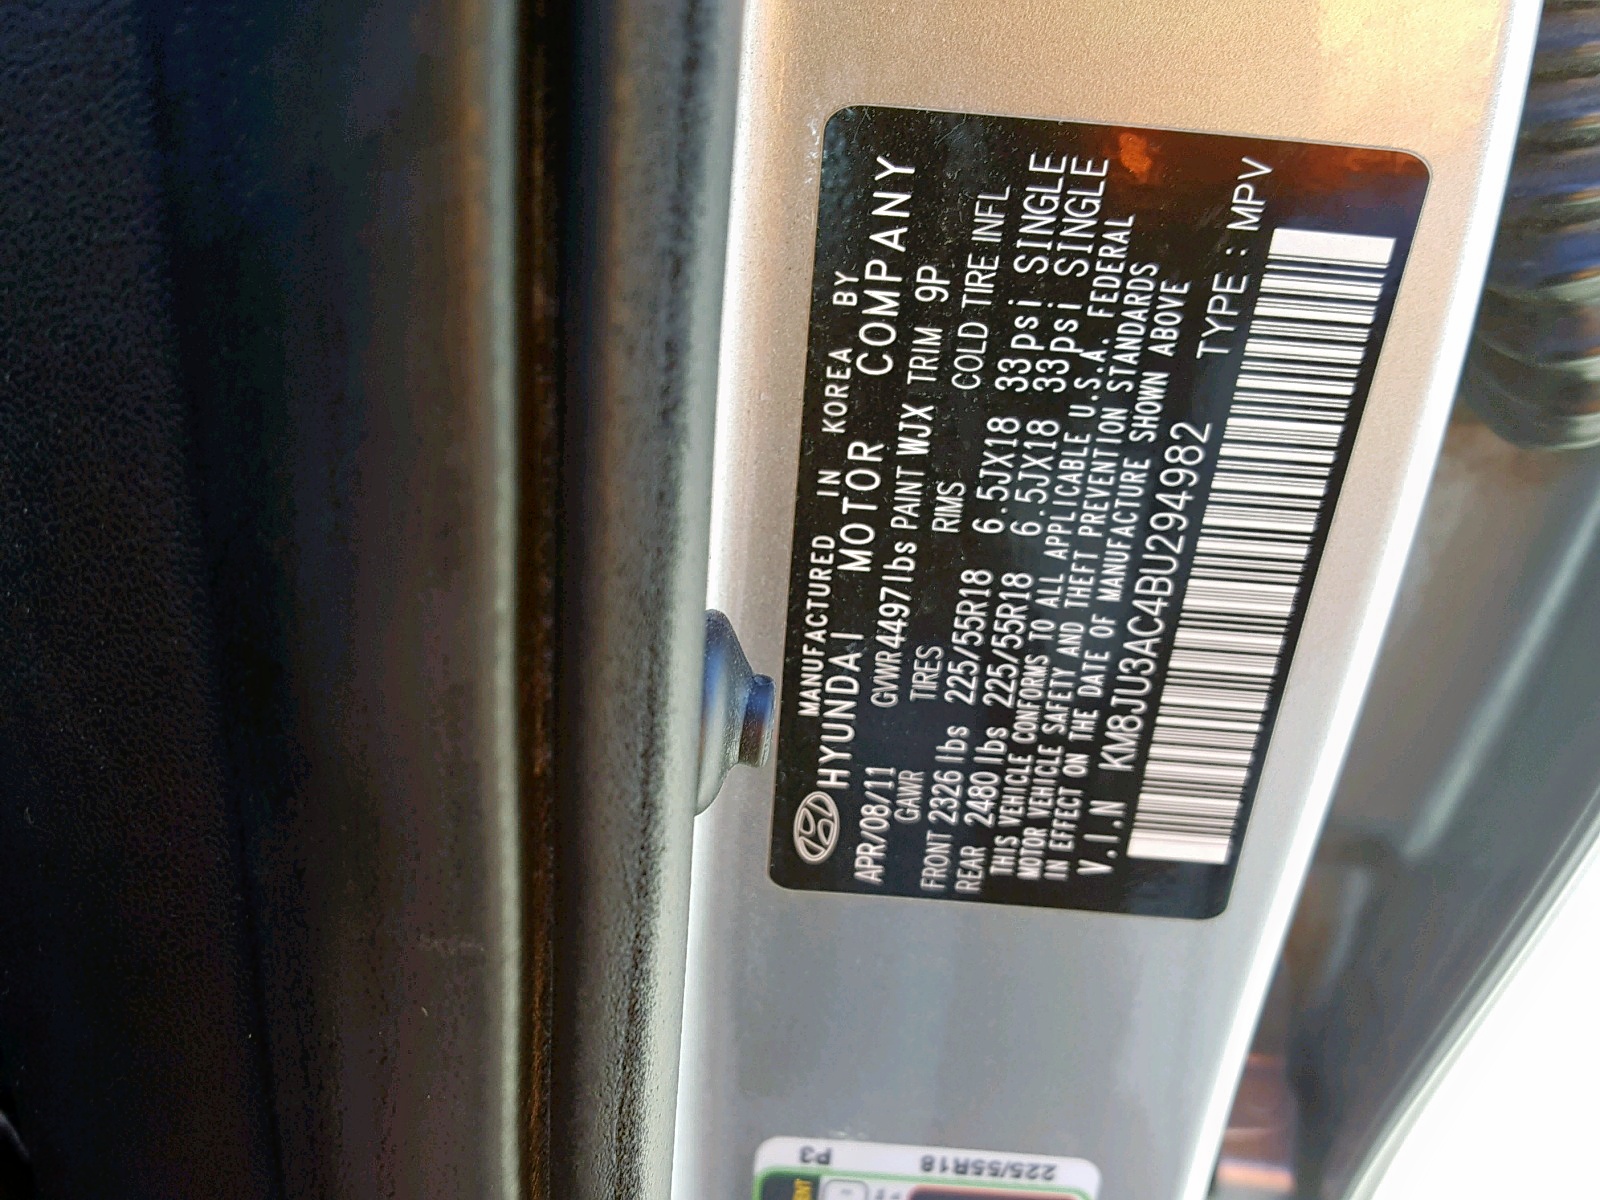 MANUFACTURED IN KOREA BY
HYUNDAI MOTOR COMPANY
APR/08/11 GVWR 4497lbs PAINT WJX TRIM 9P
GAWR TIRES RIMS COLD TIRE INFL
FRONT 2326 lbs 225/55R18 6.5JX18 33psi SINGLE
REAR 2480 lbs 225/55R18 6.5JX18 33psi SINGLE
THIS VEHICLE CONFORMS TO ALL APPLICABLE U.S.A. FEDERAL
MOTOR VEHICLE SAFETY AND THEFT PREVENTION STANDARDS
IN EFFECT ON THE DATE OF MANUFACTURE SHOWN ABOVE
V.I.N KM8JU3AC4BU294982 TYPE : MPV
225/55R18 P3